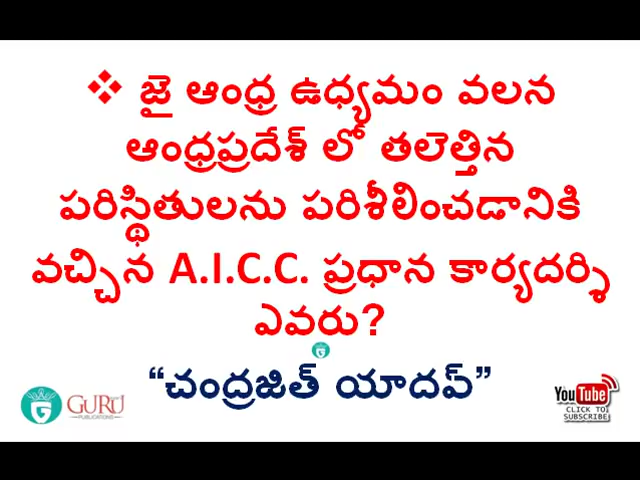 ❖ జై ఆంధ్ర ఉధ్యమం వలన
ఆంధ్రప్రదేశ్ లో తలెత్తిన
పరిస్థితులను పరిశీలించడానికి
వచ్చిన A.I.C.C. ప్రధాన కార్యదర్శి
ఎవరు?
“చంద్రజిత్ యాదవ్”
G GURU
PUBLICATIONS
YouTube
CLICK TO
SUBSCRIBE